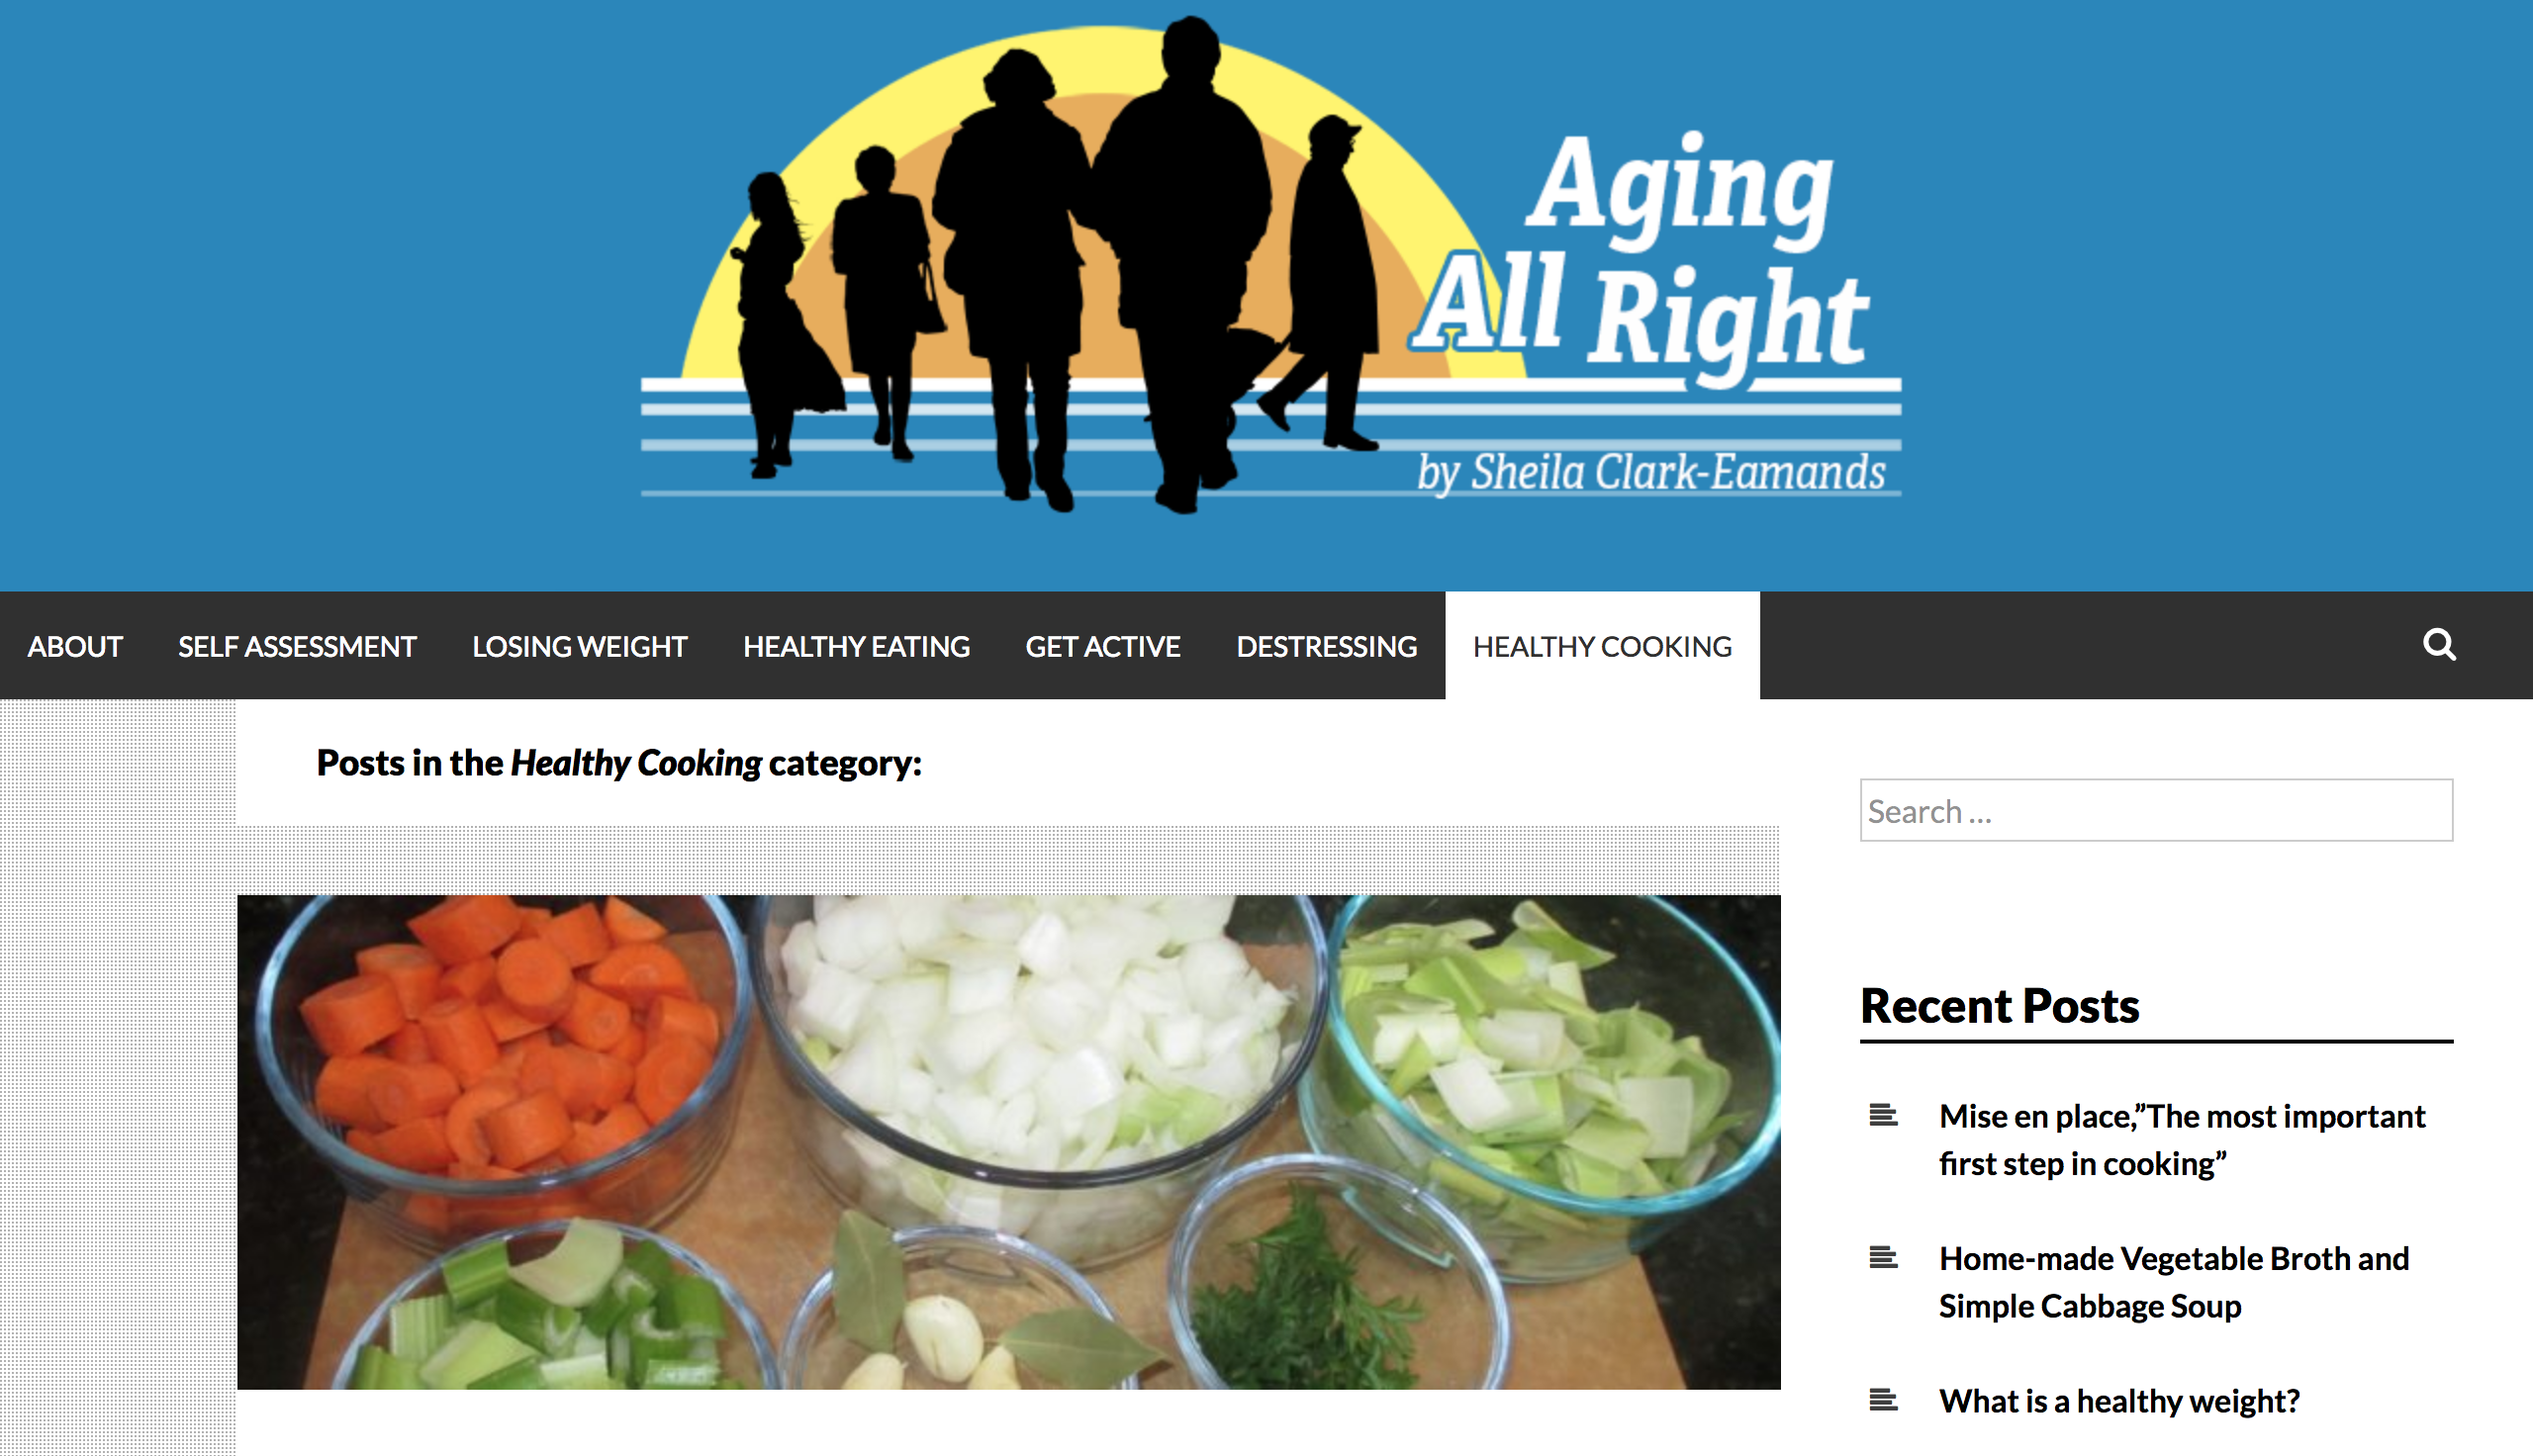 Aging
All Right
by Sheila Clark-Eamands
ABOUT SELF ASSESSMENT LOSING WEIGHT HEALTHY EATING GET ACTIVE DESTRESSING HEALTHY COOKING
Posts in the Healthy Cooking category:
Search ...
Recent Posts
Mise en place,”The most important
first step in cooking”
Home-made Vegetable Broth and
Simple Cabbage Soup
What is a healthy weight?